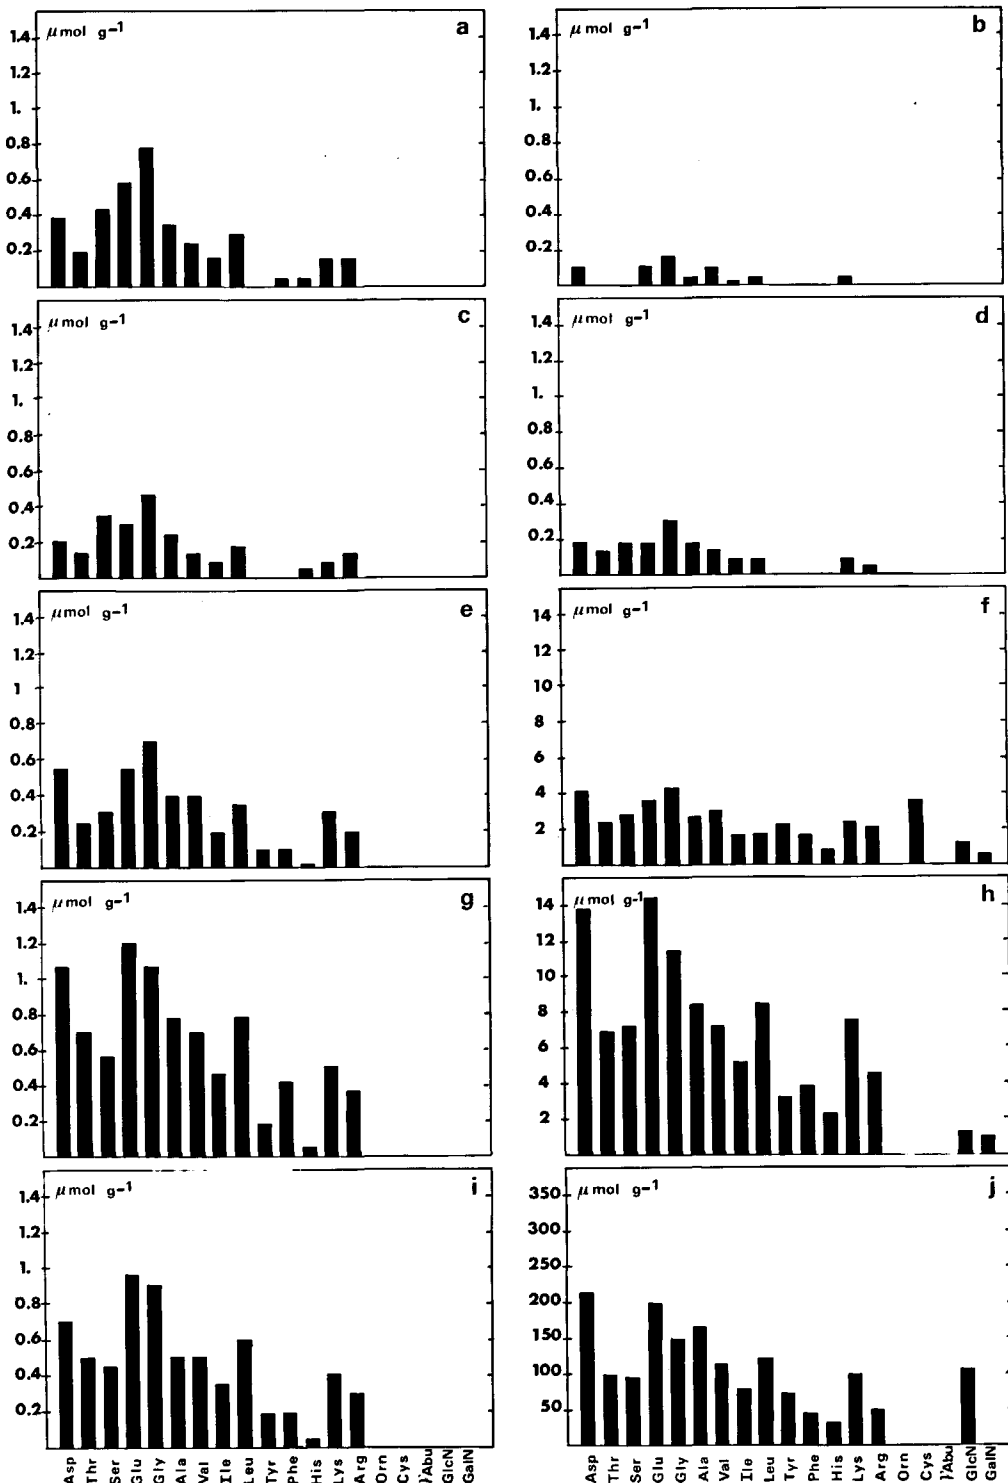 μmol g-1 a
1.4
1.2
1.
0.8
0.6
0.4
0.2
μmol g-1 b
1.4
1.2
1.
0.8
0.6
0.4
0.2
μmol g-1 c
1.4
1.2
1.
0.8
0.6
0.4
0.2
μmol g-1 d
1.4
1.2
1.
0.8
0.6
0.4
0.2
μmol g-1 e
1.4
1.2
1
0.8
0.6
0.4
0.2
μmol g-1 f
14
12
10
8
6
4
2
μmol g-1 g
1.4
1.2
1.
0.8
0.6
0.4
0.2
μmol g-1 h
14
12
10
8
6
4
2
μmol g-1 i
1.4
1.2
1.
0.8
0.6
0.4
0.2
Asp
Thr
Ser
Glu
Gly
Ala
Val
Ile
Leu
Tyr
Phe
His
Lys
Arg
Orn
Cys
γAbu
GlcN
GalN
μmol g-1 j
350
300
250
200
150
100
50
Asp
Thr
Ser
Glu
Gly
Ala
Val
Ile
Leu
Tyr
Phe
His
Lys
Arg
Orn
Cys
γAbu
GlcN
GalN